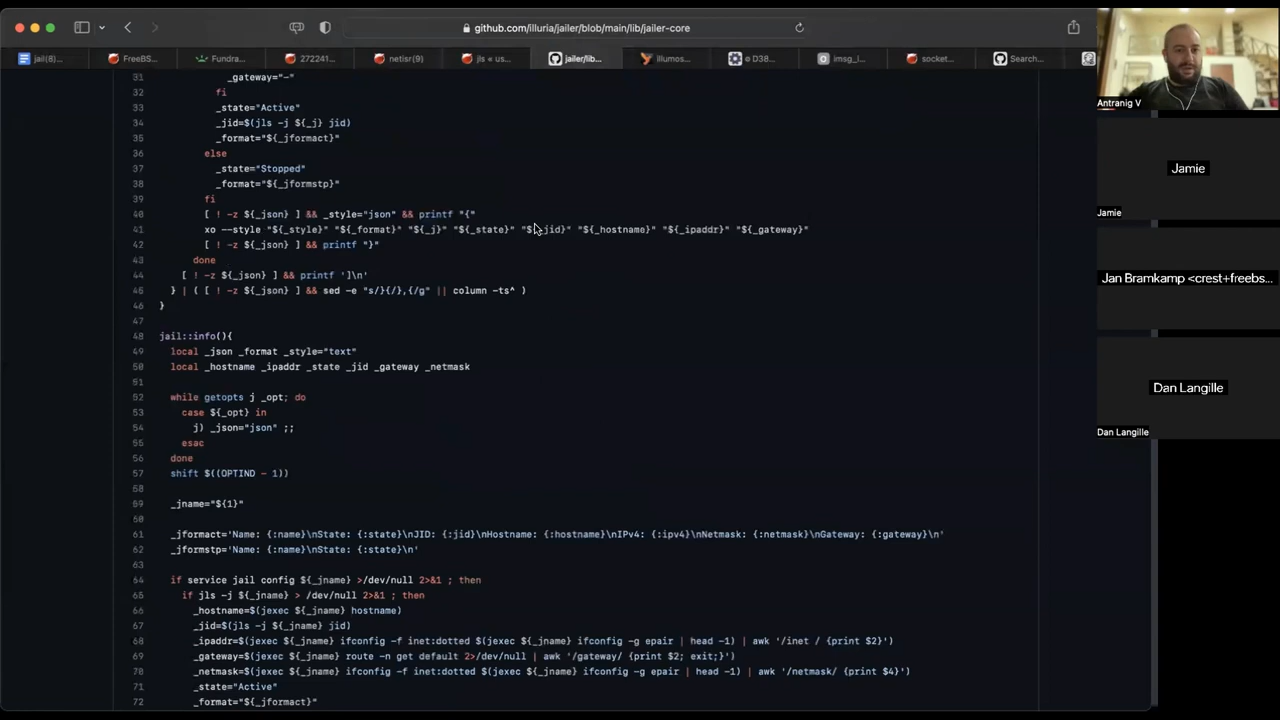 github.com/illuria/jailer/blob/main/lib/jailer-core
jail(8)...
FreeBS...
Fundra...
272241...
netisr(9)
jls « us...
jailer/lib...
illumos...
D38...
imsg_i...
socket...
Search...
31 _gateway="-"
32 fi
33 _state="Active"
34 _jid=$(jls -j ${_j} jid)
35 _format="${_jformact}"
36 else
37 _state="Stopped"
38 _format="${_jformstp}"
39 fi
40 [ ! -z ${_json} ] && _style="json" && printf "{"
41 xo --style "${_style}" "${_format}" "${_j}" "${_state}" "${_jid}" "${_hostname}" "${_ipaddr}" "${_gateway}"
42 [ ! -z ${_json} ] && printf "}"
43 done
44 [ ! -z ${_json} ] && printf ']\n'
45 } | ( [ ! -z ${_json} ] && sed -e "s/}{/},{/g" || column -ts^ )
46 }
47
48 jail::info(){
49 local _json _format _style="text"
50 local _hostname _ipaddr _state _jid _gateway _netmask
51
52 while getopts j _opt; do
53 case ${_opt} in
54 j) _json="json" ;;
55 esac
56 done
57 shift $((OPTIND - 1))
58
59 _jname="${1}"
60
61 _jformact='Name: {:name}\nState: {:state}\nJID: {:jid}\nHostname: {:hostname}\nIPv4: {:ipv4}\nNetmask: {:netmask}\nGateway: {:gateway}\n'
62 _jformstp='Name: {:name}\nState: {:state}\n'
63
64 if service jail config ${_jname} >/dev/null 2>&1 ; then
65 if jls -j ${_jname} > /dev/null 2>&1 ; then
66 _hostname=$(jexec ${_jname} hostname)
67 _jid=$(jls -j ${_jname} jid)
68 _ipaddr=$(jexec ${_jname} ifconfig -f inet:dotted $(jexec ${_jname} ifconfig -g epair | head -1) | awk '/inet / {print $2}')
69 _gateway=$(jexec ${_jname} route -n get default 2>/dev/null | awk '/gateway/ {print $2; exit;}')
70 _netmask=$(jexec ${_jname} ifconfig -f inet:dotted $(jexec ${_jname} ifconfig -g epair | head -1) | awk '/netmask/ {print $4}')
71 _state="Active"
72 _format="${_jformact}"
Antranig V
Jamie
Jamie
Jan Bramkamp <crest+freebs...
Dan Langille
Dan Langille